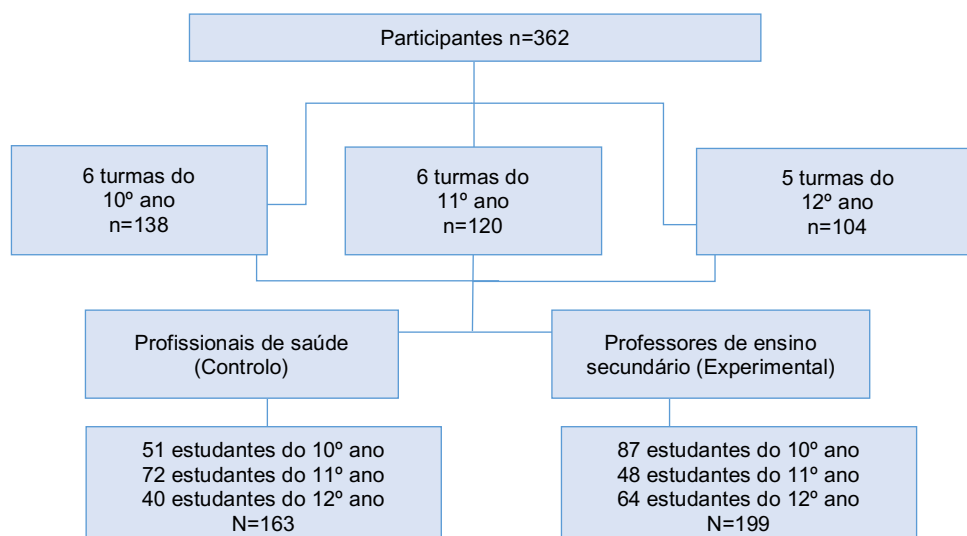 Participantes n=362
6 turmas do
10º ano
n=138
6 turmas do
11º ano
n=120
5 turmas do
12º ano
n=104
Profissionais de saúde
(Controlo)
Professores de ensino
secundário (Experimental)
51 estudantes do 10º ano
72 estudantes do 11º ano
40 estudantes do 12º ano
N=163
87 estudantes do 10º ano
48 estudantes do 11º ano
64 estudantes do 12º ano
N=199